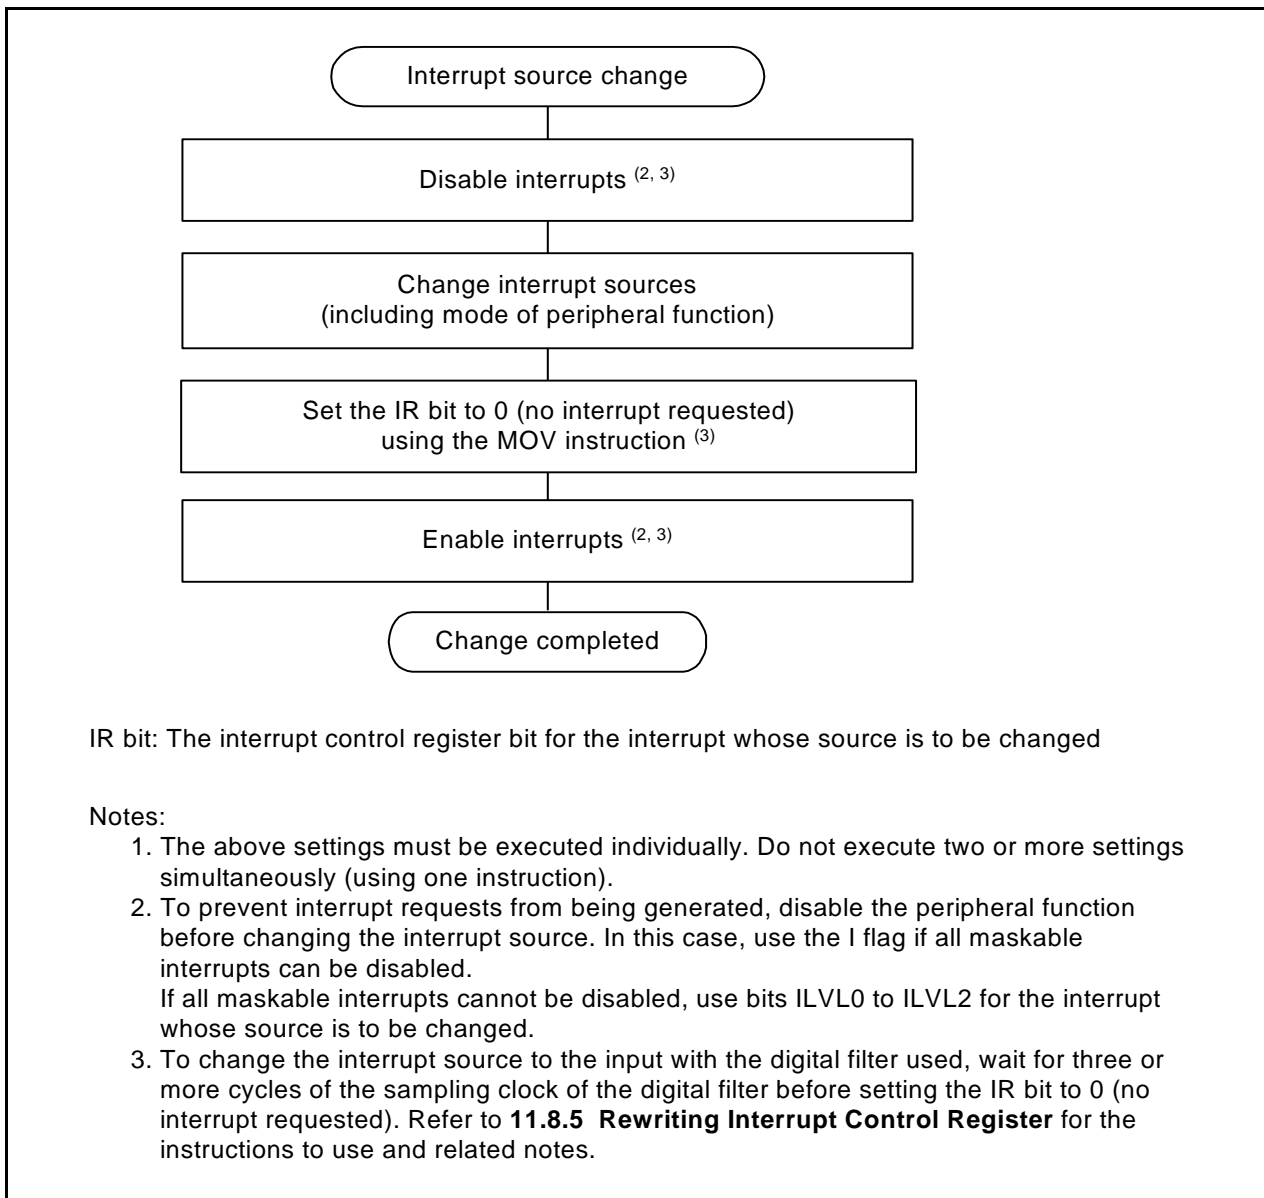 Interrupt source change
Disable interrupts (2, 3)
Change interrupt sources
(including mode of peripheral function)
Set the IR bit to 0 (no interrupt requested)
using the MOV instruction (3)
Enable interrupts (2, 3)
Change completed
IR bit: The interrupt control register bit for the interrupt whose source is to be changed
Notes:
1. The above settings must be executed individually. Do not execute two or more settings
simultaneously (using one instruction).
2. To prevent interrupt requests from being generated, disable the peripheral function
before changing the interrupt source. In this case, use the I flag if all maskable
interrupts can be disabled.
If all maskable interrupts cannot be disabled, use bits ILVL0 to ILVL2 for the interrupt
whose source is to be changed.
3. To change the interrupt source to the input with the digital filter used, wait for three or
more cycles of the sampling clock of the digital filter before setting the IR bit to 0 (no
interrupt requested). Refer to 11.8.5 Rewriting Interrupt Control Register for the
instructions to use and related notes.